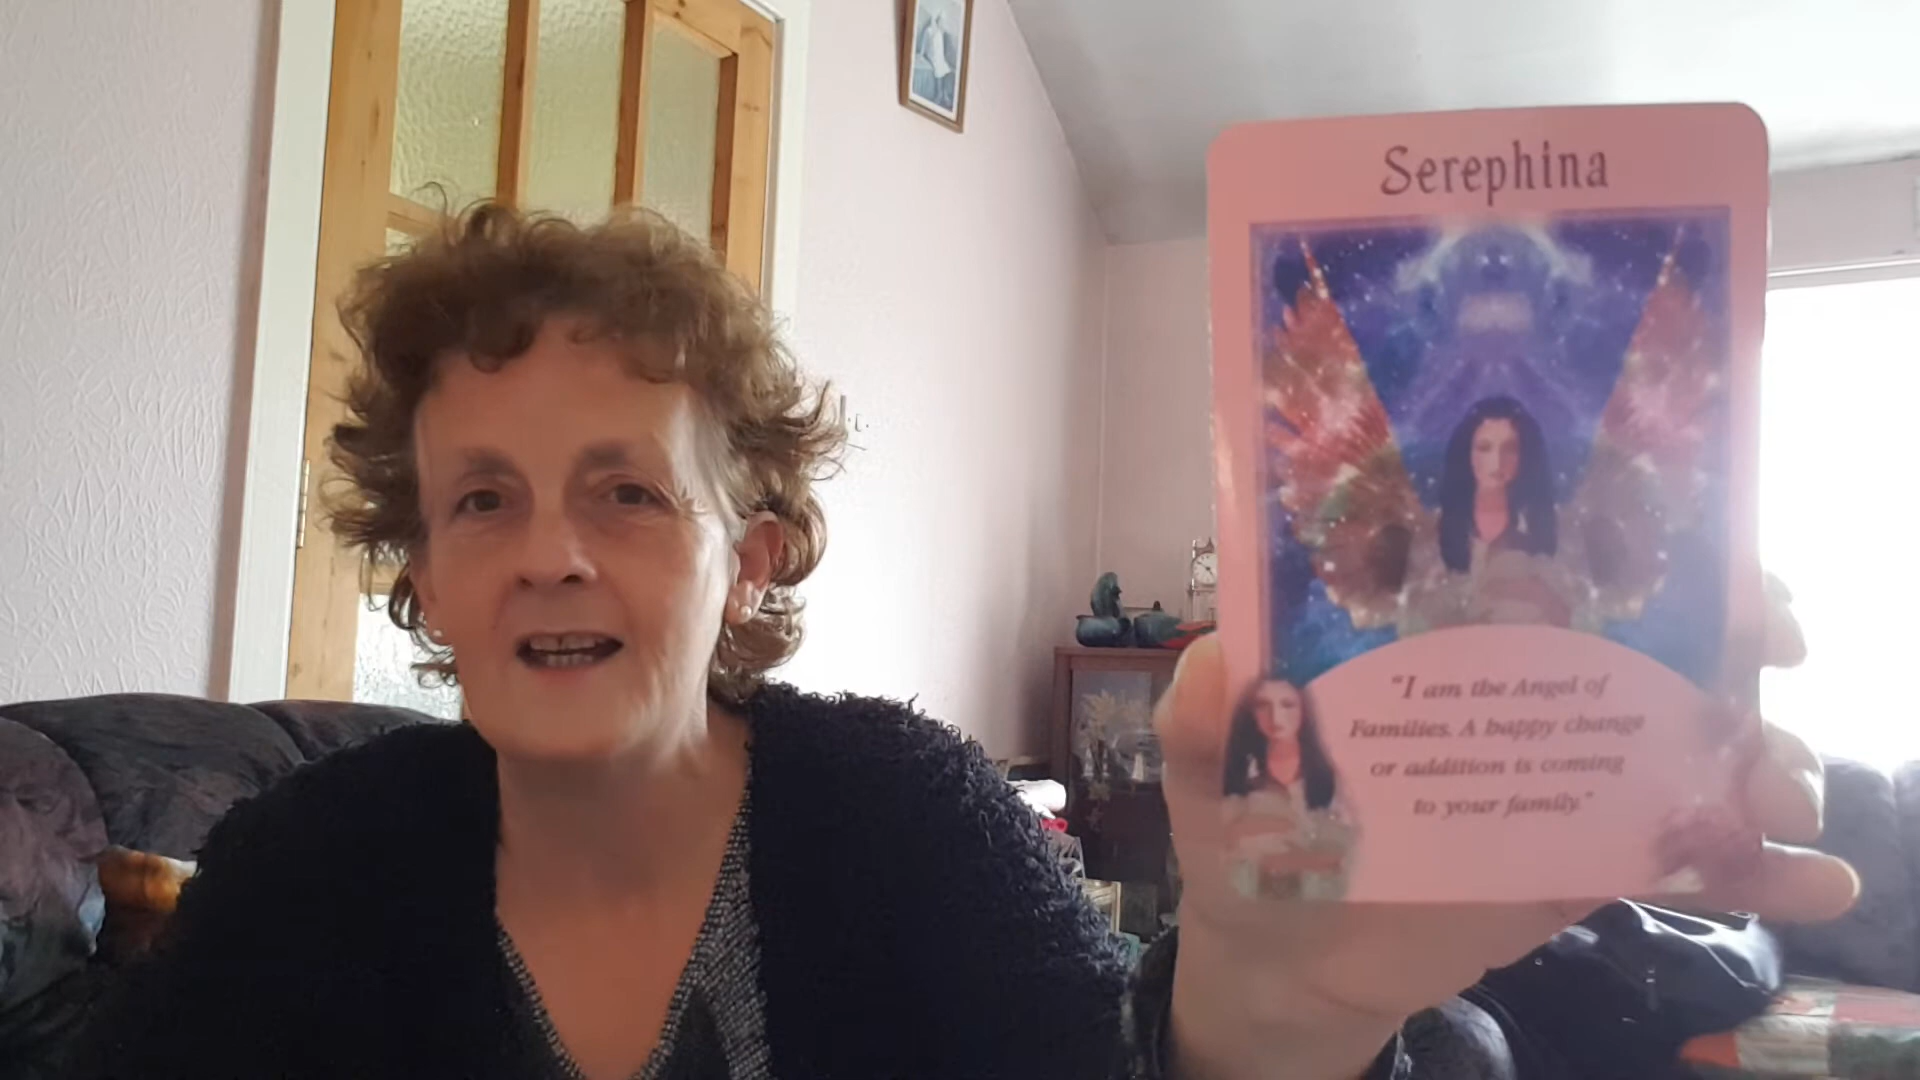 Serephina
"I am the Angel of
Families. A happy change
or addition is coming
to your family."